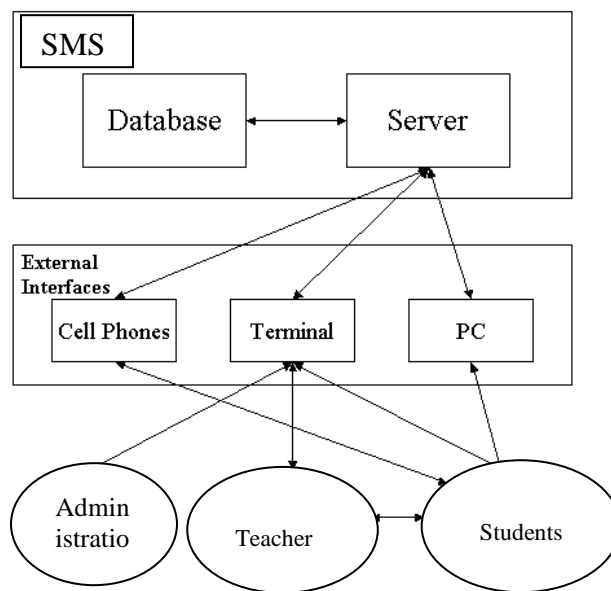 SMS
Database
Server
External
Interfaces
Cell Phones
Terminal
PC
Admin
istratio
Teacher
Students